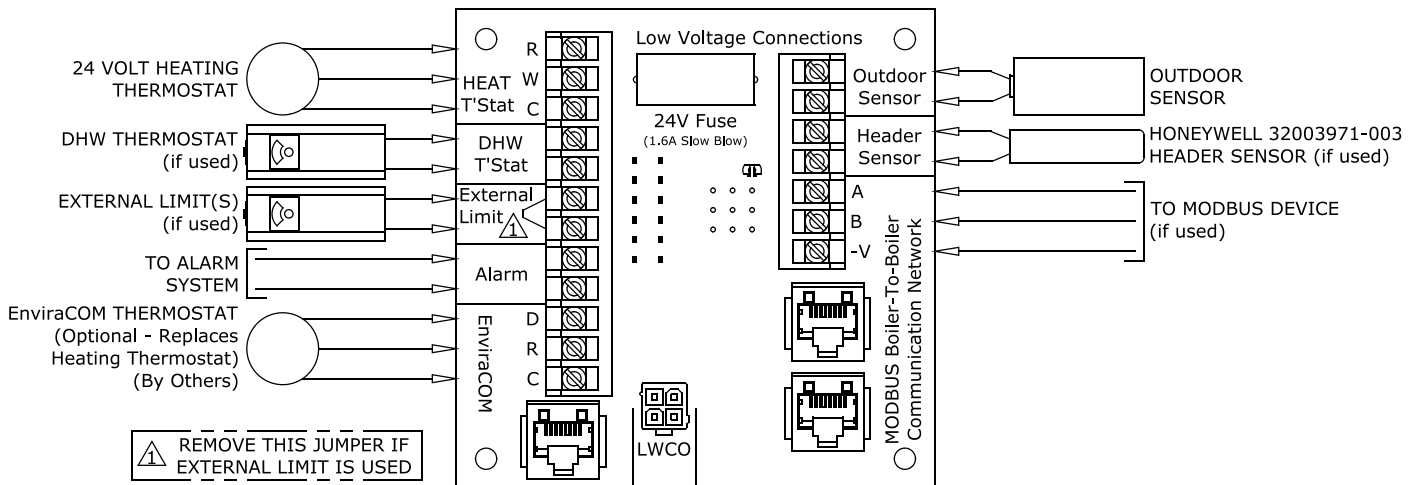 24 VOLT HEATING
THERMOSTAT
DHW THERMOSTAT
(if used)
EXTERNAL LIMIT(S)
(if used)
TO ALARM
SYSTEM
EnviraCOM THERMOSTAT
(Optional - Replaces
Heating Thermostat)
(By Others)
1 REMOVE THIS JUMPER IF
EXTERNAL LIMIT IS USED
R
W
C
HEAT
T'Stat
DHW
T'Stat
External
Limit
1
Alarm
D
R
C
EnviraCOM
Low Voltage Connections
24V Fuse
(1.6A Slow Blow)
LWCO
Outdoor
Sensor
Header
Sensor
A
B
-V
MODBUS Boiler-To-Boiler
Communication Network
OUTDOOR
SENSOR
HONEYWELL 32003971-003
HEADER SENSOR (if used)
TO MODBUS DEVICE
(if used)